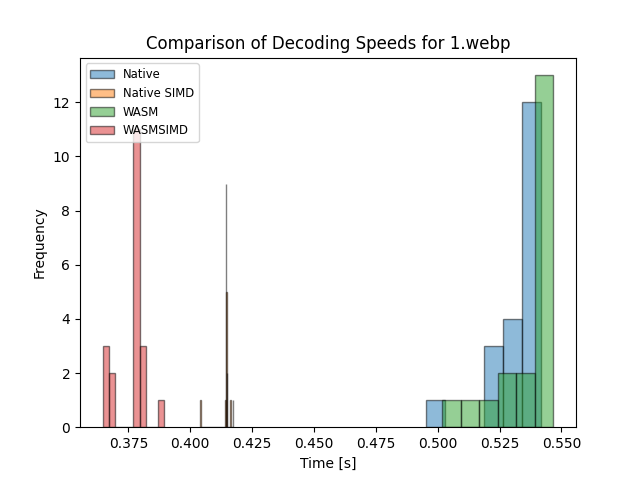 Comparison of Decoding Speeds for 1.webp
Native
Native SIMD
WASM
WASMSIMD
Frequency
12
10
8
6
4
2
0
0.375 0.400 0.425 0.450 0.475 0.500 0.525 0.550
Time [s]